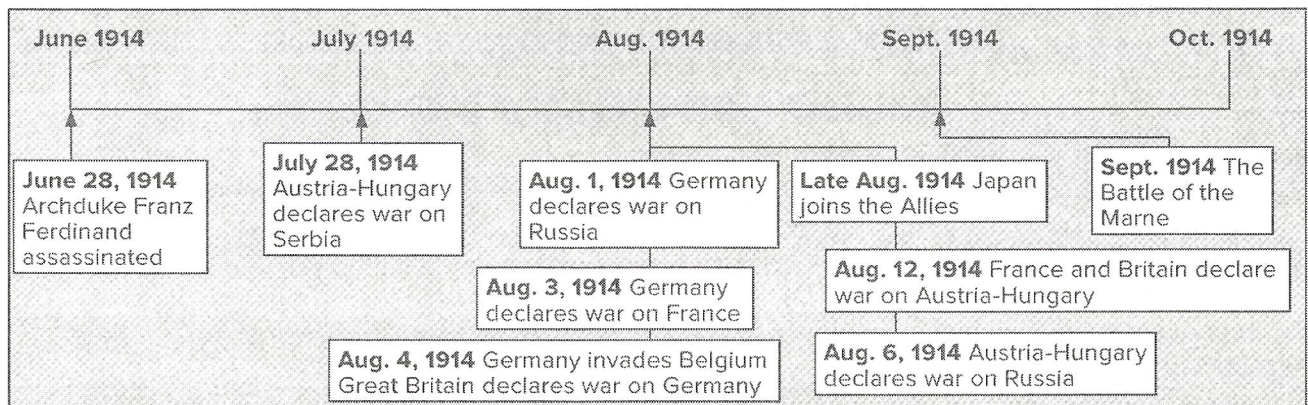 June 1914
July 1914
Aug. 1914
Sept. 1914
Oct. 1914
June 28, 1914
Archduke Franz
Ferdinand
assassinated
July 28, 1914
Austria-Hungary
declares war on
Serbia
Aug. 1, 1914 Germany
declares war on
Russia
Aug. 3, 1914 Germany
declares war on France
Aug. 4, 1914 Germany invades Belgium
Great Britain declares war on Germany
Late Aug. 1914 Japan
joins the Allies
Aug. 12, 1914 France and Britain declare
war on Austria-Hungary
Aug. 6, 1914 Austria-Hungary
declares war on Russia
Sept. 1914 The
Battle of the
Marne